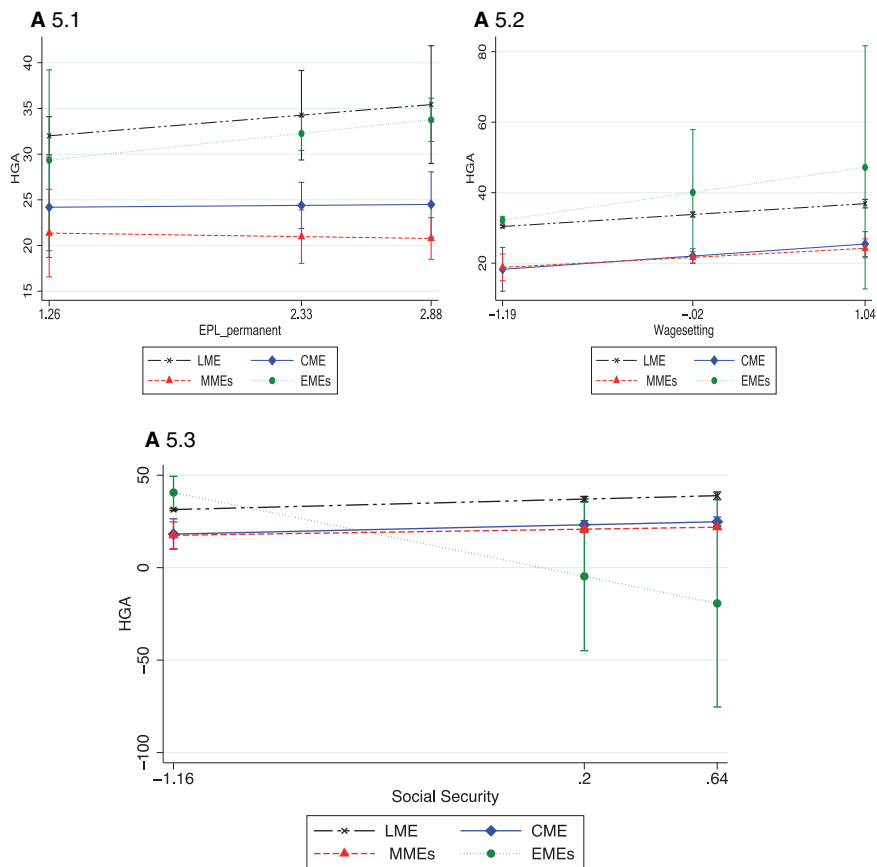 A 5.1
40
35
30
HGA
25
20
15
1.26 2.33 2.88
EPL_permanent
LME CME
MMEs EMEs
A 5.2
80
60
HGA
40
20
−1.19 −.02 1.04
Wagesetting
LME CME
MMEs EMEs
A 5.3
50
0
HGA
−50
−100
−1.16 .2 .64
Social Security
LME CME
MMEs EMEs